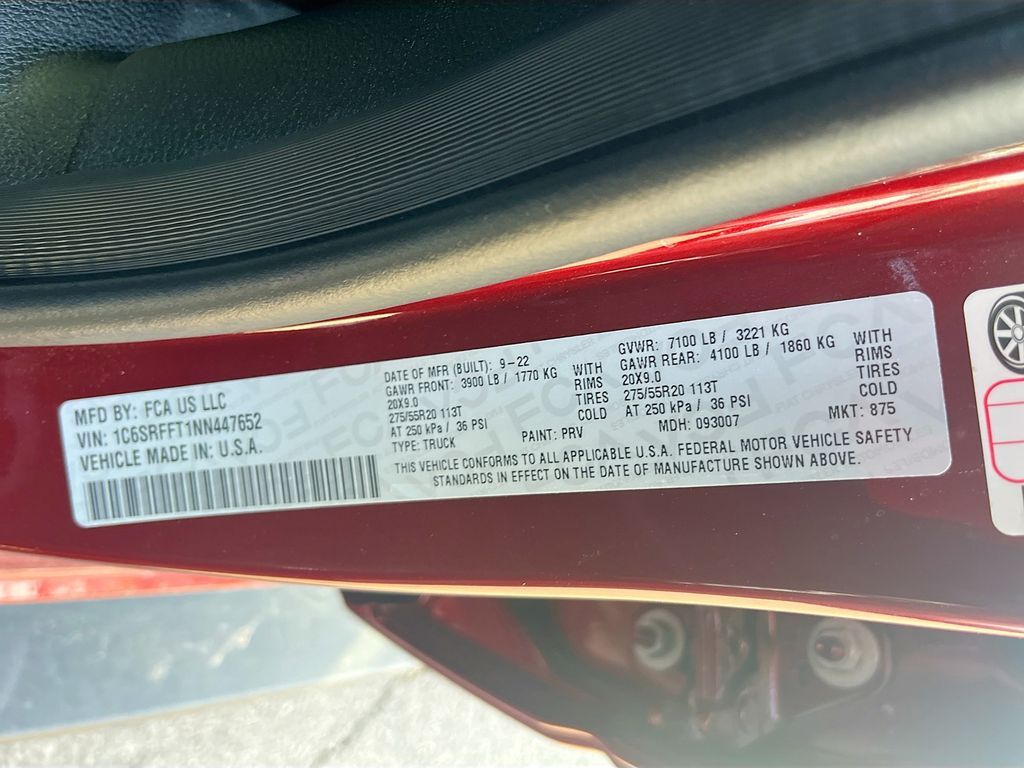 MFD BY: FCA US LLC
VIN: 1C6SRFFT1NN447652
VEHICLE MADE IN: U.S.A.
DATE OF MFR (BUILT): 9-22
GAWR FRONT: 3900 LB / 1770 KG WITH
20X9.0 RIMS
275/55R20 113T TIRES
AT 250 kPa / 36 PSI COLD
TYPE: TRUCK
PAINT: PRV
GVWR: 7100 LB / 3221 KG
GAWR REAR: 4100 LB / 1860 KG WITH
20X9.0 RIMS
275/55R20 113T TIRES
AT 250 kPa / 36 PSI COLD
MDH: 093007
MKT: 875
THIS VEHICLE CONFORMS TO ALL APPLICABLE U.S.A. FEDERAL MOTOR VEHICLE SAFETY
STANDARDS IN EFFECT ON THE DATE OF MANUFACTURE SHOWN ABOVE.